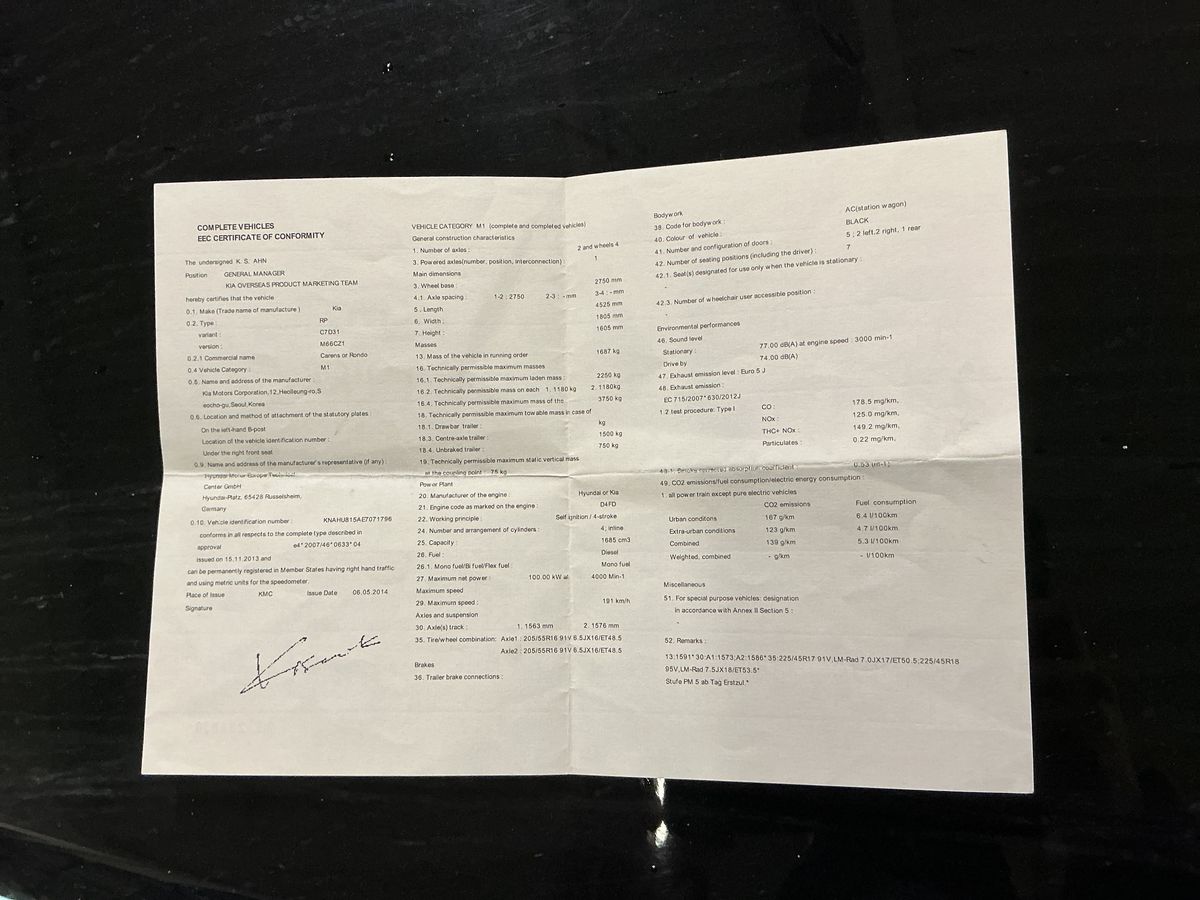 COMPLETE VEHICLES
EEC CERTIFICATE OF CONFORMITY
The undersigned K. S. AHN
Position GENERAL MANAGER
KIA OVERSEAS PRODUCT MARKETING TEAM
hereby certifies that the vehicle
0.1. Make (Trade name of manufacture ) Kia
0.2. Type : RP
variant : C7D31
version : M66CZ1
0.2.1 Commercial name Carens or Rondo
0.4 Vehicle Category : M1
0.5. Name and address of the manufacturer :
Kia Motors Corporation,12,Heolleung-ro,S
eocho-gu,Seoul,Korea
0.6. Location and method of attachment of the statutory plates
On the left-hand B-post
Location of the vehicle identification number :
Under the right front seat
0.9. Name and address of the manufacturer's representative (if any) :
Hyundai Motor Europe Technical
Center GmbH
Hyundai-Platz, 65428 Russelsheim,
Germany
0.10. Vehicle identification number : KNAHU815AE7071796
conforms in all respects to the complete type described in
approval e4*2007/46*0633*04
Issued on 15.11.2013 and
can be permanently registered in Member States having right hand traffic
and using metric units for the speedometer.
Place of Issue KMC Issue Date 06.05.2014
Signature
VEHICLE CATEGORY M1 (complete and completed vehicles)
General construction characteristics
1. Number of axles : 2 and wheels 4
3. Powered axles(number, position, interconnection) : 1
Main dimensions
3. Wheel base : 2750 mm
4.1. Axle spacing : 1-2 : 2750 2-3 : - mm 3-4 : - mm
5. Length 4525 mm
6. Width : 1805 mm
7. Height : 1605 mm
Masses
13. Mass of the vehicle in running order 1687 kg
16. Technically permissible maximum masses
16.1. Technically permissible maximum laden mass : 2250 kg
16.2. Technically permissible mass on each 1. 1180 kg 2. 1180kg
16.4. Technically permissible maximum mass of the 3750 kg
18. Technically permissible maximum towable mass in case of
18.1. Drawbar trailer : kg
18.3. Centre-axle trailer : 1500 kg
18.4. Unbraked trailer : 750 kg
19. Technically permissible maximum static vertical mass
at the coupling point : 75 kg
Power Plant
20. Manufacturer of the engine : Hyundai or Kia
21. Engine code as marked on the engine : D4FD
22. Working principle : Self ignition / 4-stroke
24. Number and arrangement of cylinders : 4, inline
25. Capacity : 1685 cm3
26. Fuel : Diesel
26.1. Mono fuel/Bi fuel/Flex fuel : Mono fuel
27. Maximum net power : 100.00 kW at 4000 Min-1
Maximum speed
29. Maximum speed : 191 km/h
Axles and suspension
30. Axle(s) track : 1. 1563 mm 2. 1576 mm
35. Tire/wheel combination: Axle1 : 205/55R16 91V 6.5JX16/ET48.5
Axle2 : 205/55R16 91V 6.5JX16/ET48.5
Brakes
36. Trailer brake connections :
Bodywork
38. Code for bodywork : AC(station wagon)
40. Colour of vehicle : BLACK
41. Number and configuration of doors : 5 ; 2 left,2 right, 1 rear
42. Number of seating positions (including the driver) : 7
42.1. Seat(s) designated for use only when the vehicle is stationary :
-
42.3. Number of wheelchair user accessible position :
-
Environmental performances
46. Sound level
Stationary : 77.00 dB(A) at engine speed : 3000 min-1
Drive by 74.00 dB(A)
47. Exhaust emission level : Euro 5 J
48. Exhaust emission :
EC 715/2007*630/2012J
1.2 test procedure: Type I CO : 178.5 mg/km,
NOx : 125.0 mg/km,
THC+ NOx : 149.2 mg/km,
Particulates : 0.22 mg/km,
48.1. Smoke corrected absorption coefficient : 0.53 (m-1)
49. CO2 emissions/fuel consumption/electric energy consumption :
1. all power train except pure electric vehicles
CO2 emissions Fuel consumption
Urban conditons 167 g/km 6.4 l/100km
Extra-urban conditions 123 g/km 4.7 l/100km
Combined 139 g/km 5.3 l/100km
Weighted, combined - g/km - l/100km
Miscellaneous
51. For special purpose vehicles: designation
in accordance with Annex II Section 5 :
-
52. Remarks :
13:1591*30:A1:1573;A2:1586*35:225/45R17 91V,LM-Rad 7.0JX17/ET50.5;225/45R18
95V,LM-Rad 7.5JX18/ET53.5*
Stufe PM 5 ab Tag Erstzul.*